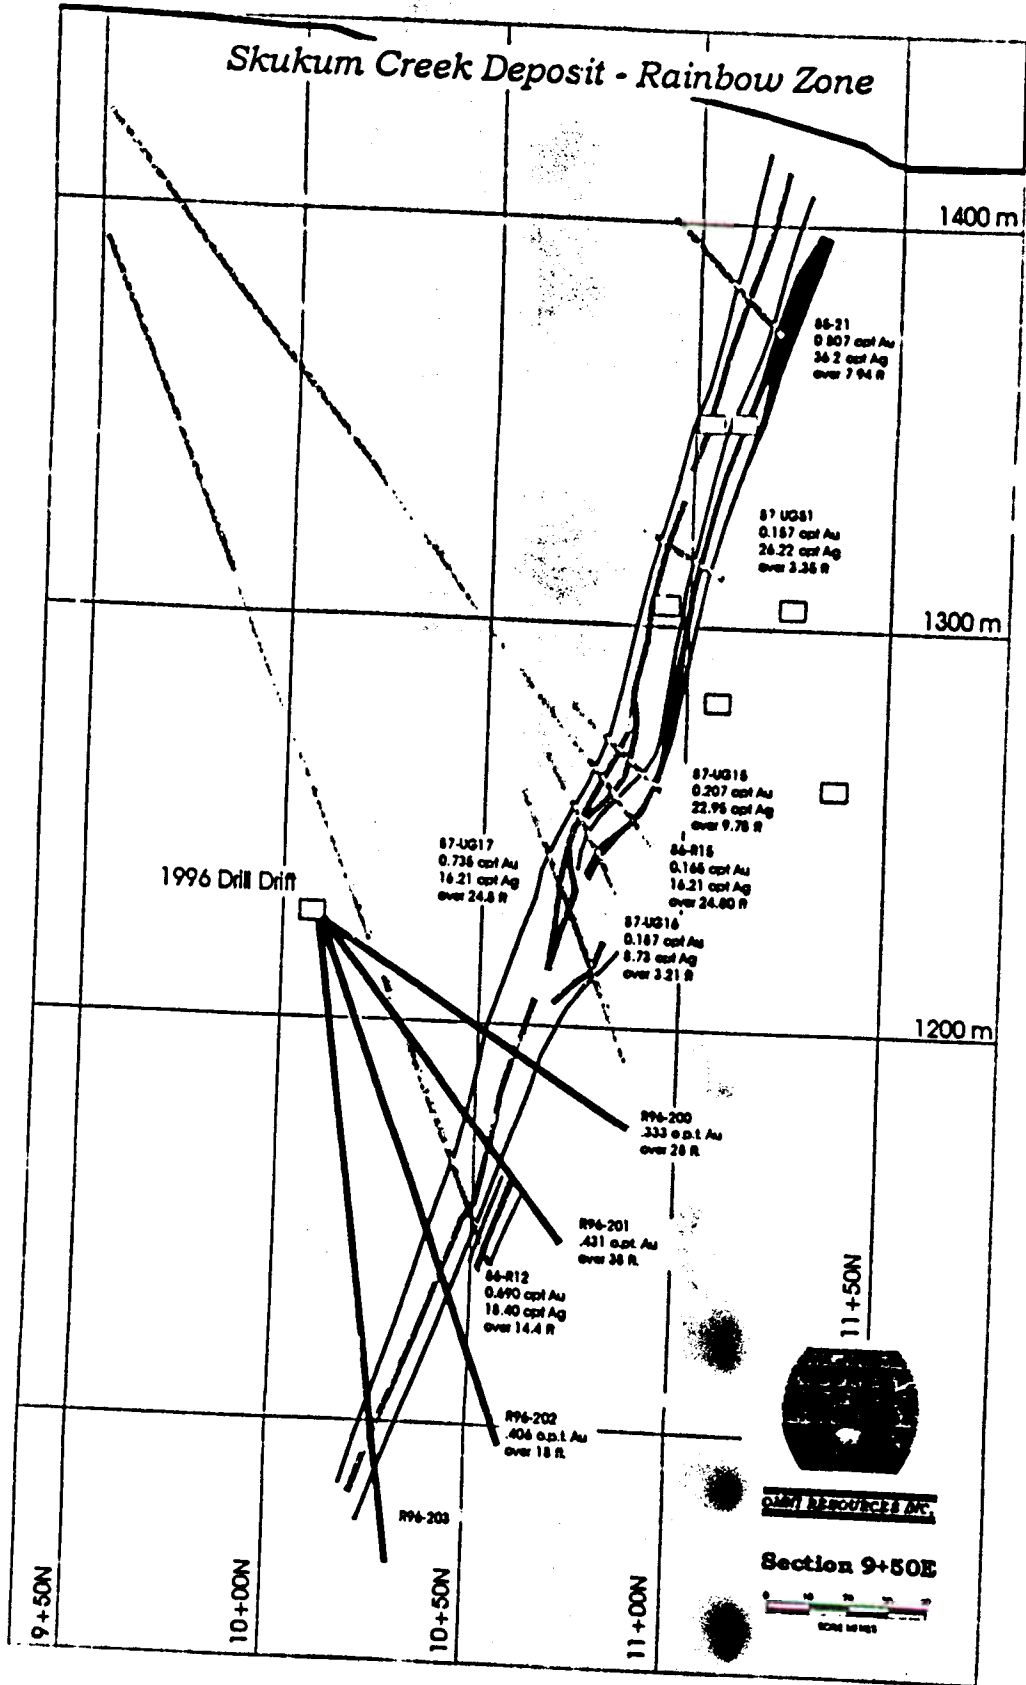 Skukum Creek Deposit - Rainbow Zone
1400 m
0.807 opt Au
36.2 opt Ag
over 7.94 ft
87 UG81
0.187 opt Au
26.22 opt Ag
over 3.35 ft
1300 m
0.207 opt Au
22.95 opt Ag
over 9.78 ft
87-UG17
0.735 opt Au
16.21 opt Ag
over 24.8 ft
86-R15
0.165 opt Au
16.21 opt Ag
over 24.80 ft
1996 Drill Drift
87-UG16
0.187 opt Au
8.73 opt Ag
over 3.21 ft
1200 m
R96-200
.333 o.p.t. Au
over 28 ft.
R96-201
.431 o.p.t. Au
over 38 ft.
86-R12
0.690 opt Au
18.40 opt Ag
over 14.4 ft
11+50N
R96-202
.406 o.p.t. Au
over 18 ft.
R96-203
OMNI RESOURCES INC.
Section 9+50E
9+50N
10+00N
10+50N
11+00N